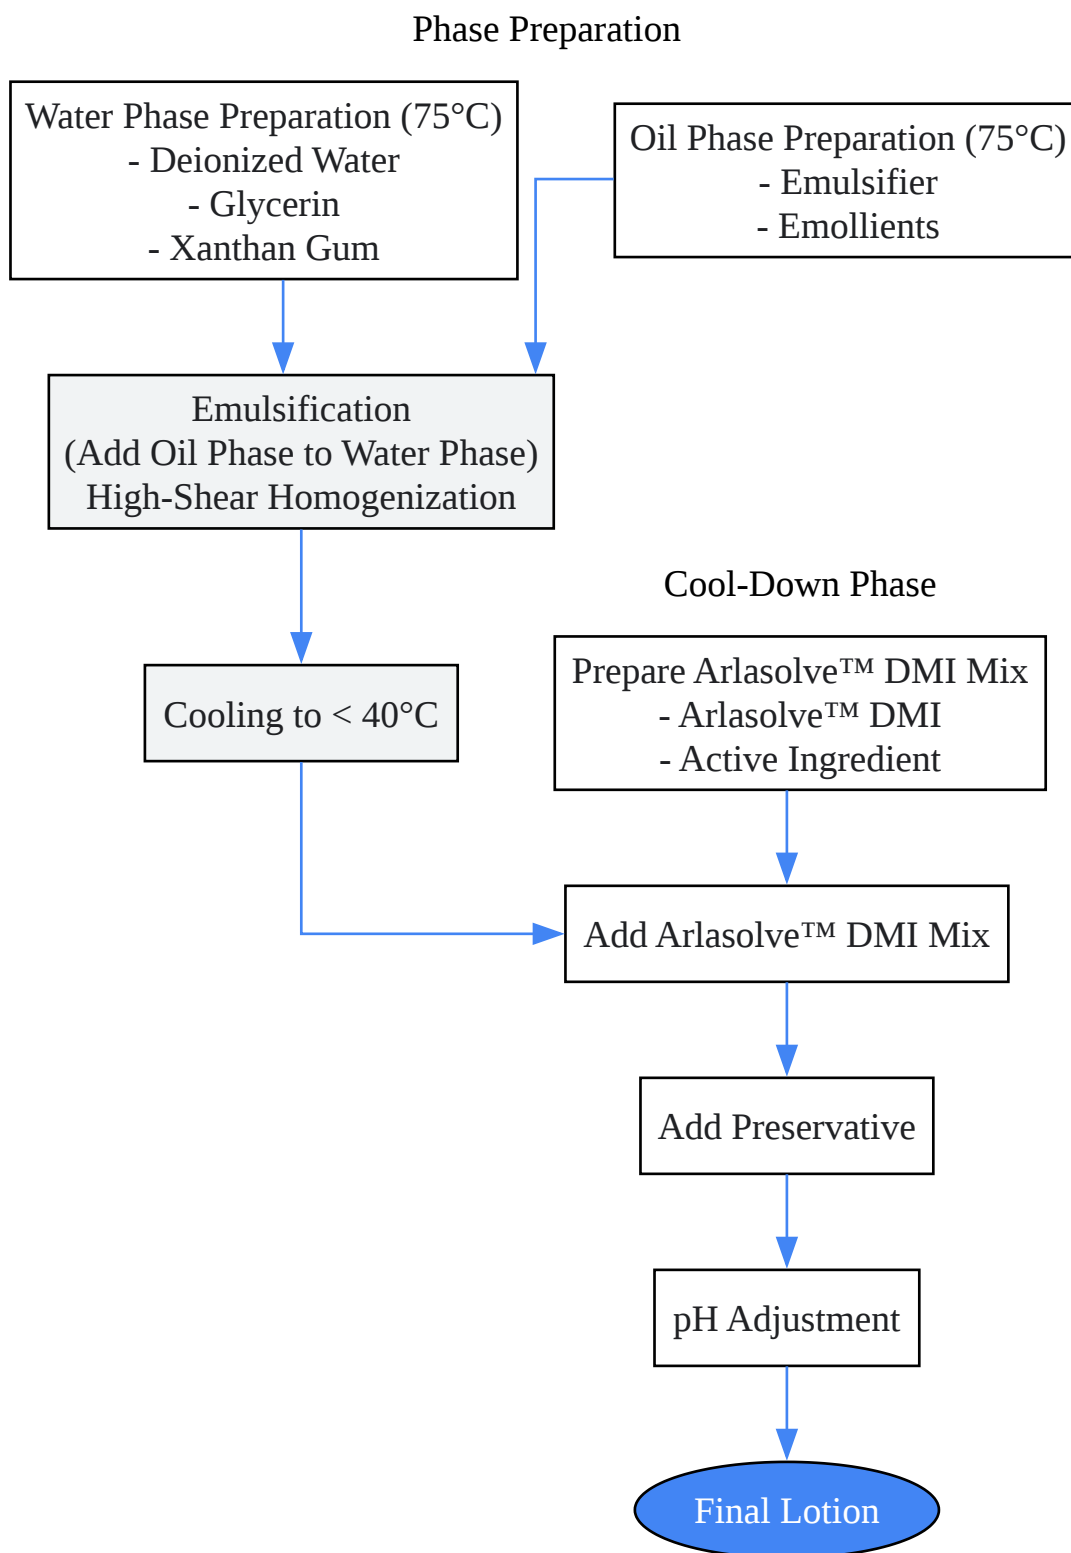 Phase Preparation
Water Phase Preparation (75°C)
- Deionized Water
- Glycerin
- Xanthan Gum
Oil Phase Preparation (75°C)
- Emulsifier
- Emollients
Emulsification
(Add Oil Phase to Water Phase)
High-Shear Homogenization
Cooling to < 40°C
Cool-Down Phase
Prepare Arlasolve™ DMI Mix
- Arlasolve™ DMI
- Active Ingredient
Add Arlasolve™ DMI Mix
Add Preservative
pH Adjustment
Final Lotion